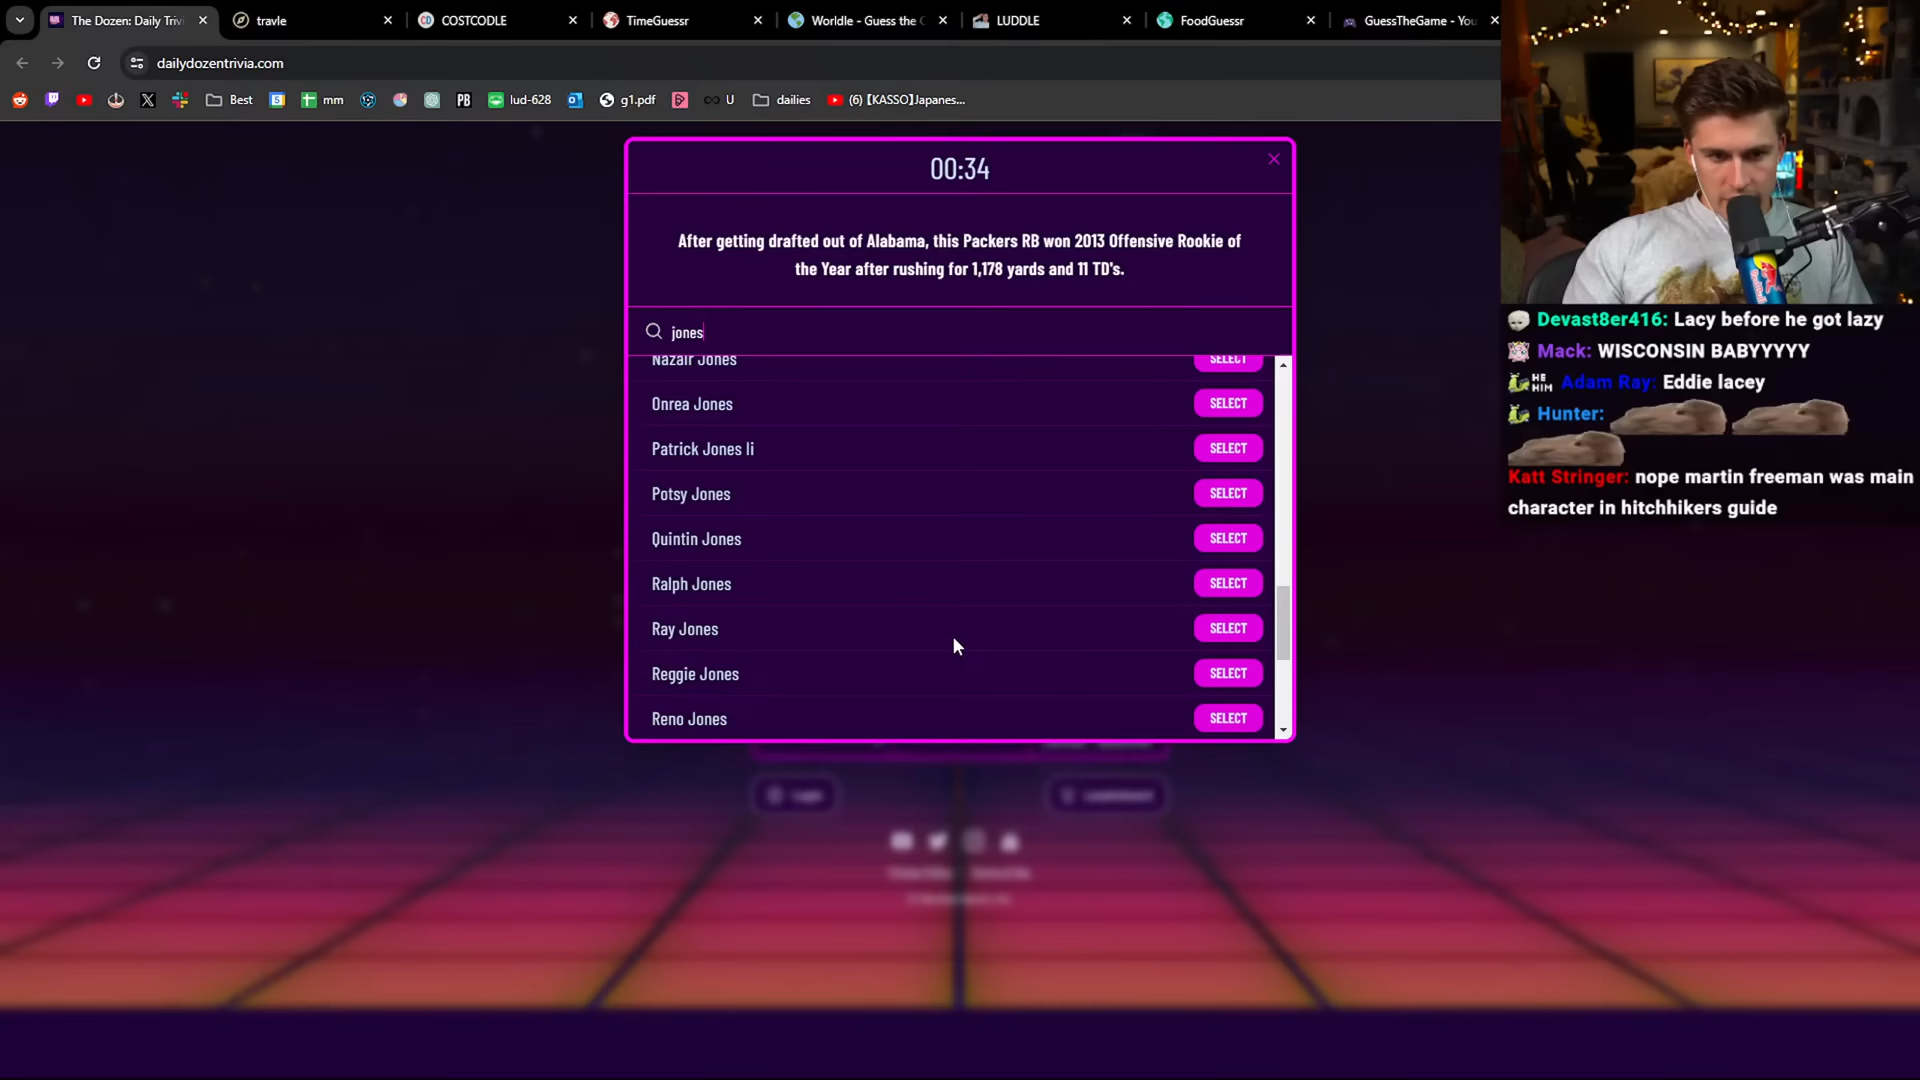 The Dozen: Daily Trivi
travle
COSTCODLE
TimeGuessr
Worldle - Guess the C
LUDDLE
FoodGuessr
GuessTheGame - You
dailydozentrivia.com
Best
mm
PB
lud-628
g1.pdf
U
dailies
(6) 【KASSO】Japanes...
00:34
After getting drafted out of Alabama, this Packers RB won 2013 Offensive Rookie of
the Year after rushing for 1,178 yards and 11 TD's.
jones
Nazair Jones SELECT
Onrea Jones SELECT
Patrick Jones Ii SELECT
Potsy Jones SELECT
Quintin Jones SELECT
Ralph Jones SELECT
Ray Jones SELECT
Reggie Jones SELECT
Reno Jones SELECT
Login
Leaderboard
Devast8er416: Lacy before he got lazy
Mack: WISCONSIN BABYYYYY
HE HIM Adam Ray: Eddie lacey
Hunter:
Katt Stringer: nope martin freeman was main
character in hitchhikers guide